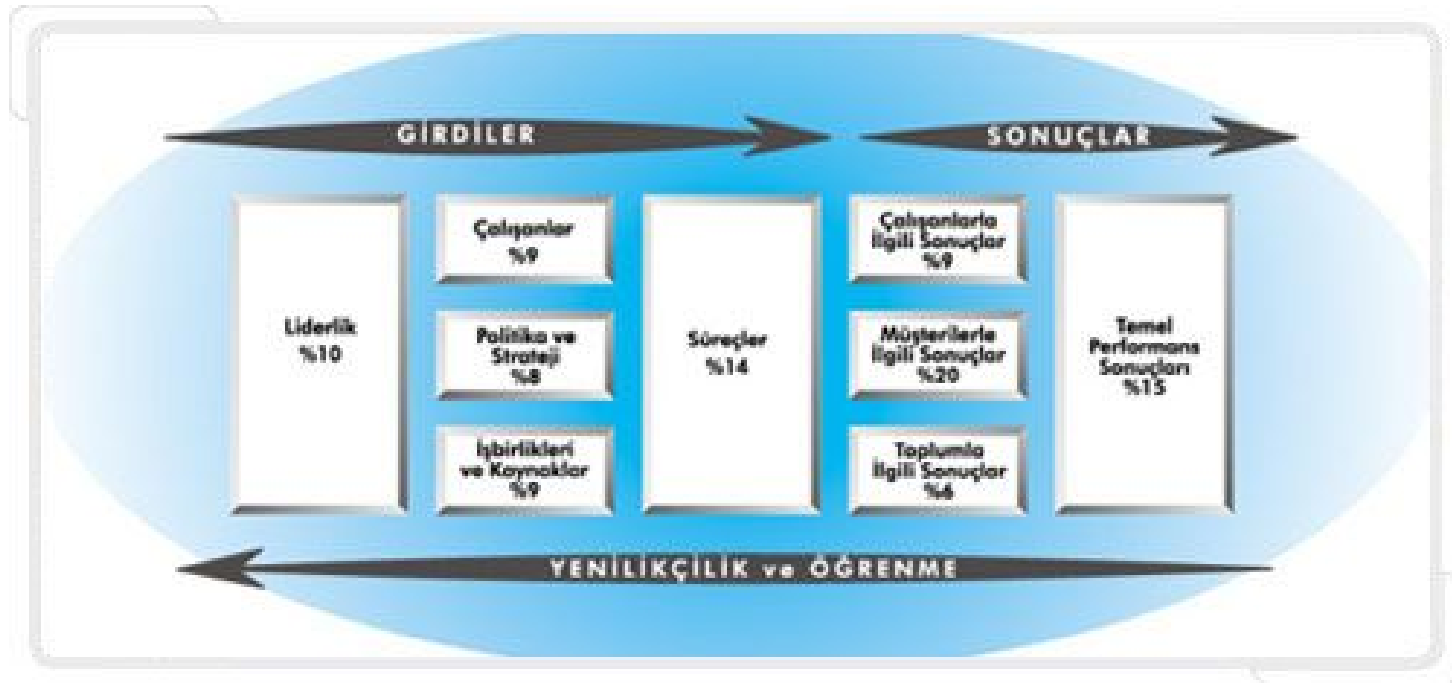 GİRDİLER
SONUÇLAR
Liderlik
%10
Çalışanlar
%9
Politika ve
Strateji
%8
İşbirlikleri
ve Kaynaklar
%9
Süreçler
%14
Çalışanlarla
İlgili Sonuçlar
%9
Müşterilerle
İlgili Sonuçlar
%20
Toplumla
İlgili Sonuçlar
%6
Temel
Performans
Sonuçları
%15
YENİLİKÇİLİK ve ÖĞRENME